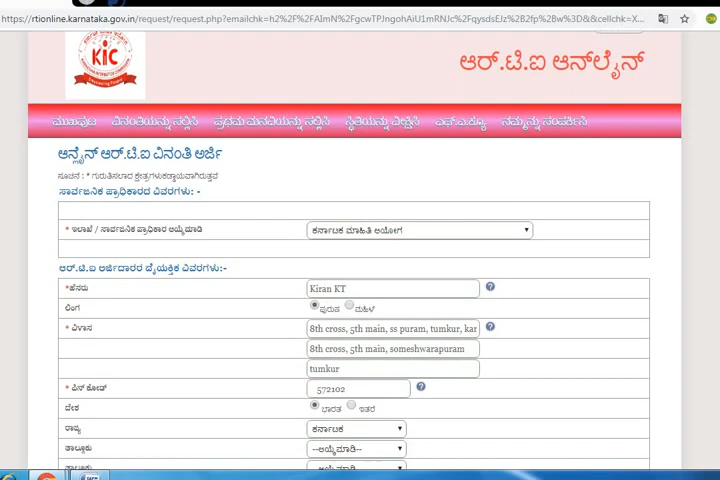 https://rtionline.karnataka.gov.in/request/request.php?emailchk=h2%2F%2FAImN%2FgcwTPJngohAiU1mRNJc%2FqysdsEJz%2B2fp%2Bw%3D&&cellchk=X...
KIC
ಆರ್.ಟಿ.ಐ ಆನ್‌ಲೈನ್
ಮುಖಪುಟ ವಿನಂತಿಯನ್ನು ಸಲ್ಲಿಸಿ ಪ್ರಥಮ ಮನವಿಯನ್ನು ಸಲ್ಲಿಸಿ ಸ್ಥಿತಿಯನ್ನು ವೀಕ್ಷಿಸಿ ಎಫ್.ಎ.ಕ್ಯೂ ನಮ್ಮನ್ನು ಸಂಪರ್ಕಿಸಿ
ಆನ್ಲೈನ್ ಆರ್.ಟಿ.ಐ ವಿನಂತಿ ಅರ್ಜಿ
ಸೂಚನೆ : * ಗುರುತಿಸಲಾದ ಕ್ಷೇತ್ರಗಳುಕಡ್ಡಾಯವಾಗಿರುತ್ತವೆ
ಸಾರ್ವಜನಿಕ ಪ್ರಾಧಿಕಾರದ ವಿವರಗಳು: -
* ಇಲಾಖೆ / ಸಾರ್ವಜನಿಕ ಪ್ರಾಧಿಕಾರ ಆಯ್ಕೆಮಾಡಿ ಕರ್ನಾಟಕ ಮಾಹಿತಿ ಆಯೋಗ
ಆರ್.ಟಿ.ಐ ಅರ್ಜಿದಾರರ ವೈಯಕ್ತಿಕ ವಿವರಗಳು:-
*ಹೆಸರು Kiran KT
ಲಿಂಗ ಪುರುಷ ಮಹಿಳೆ
* ವಿಳಾಸ 8th cross, 5th main, ss puram, tumkur, kar
8th cross, 5th main, someshwarapuram
tumkur
* ಪಿನ್ ಕೋಡ್ 572102
ದೇಶ ಭಾರತ ಇತರೆ
ರಾಜ್ಯ ಕರ್ನಾಟಕ
ತಾಲ್ಲೂಕು --ಆಯ್ಕೆಮಾಡಿ--
ತಾಲೂಕು --ಆಯ್ಕೆಮಾಡಿ--